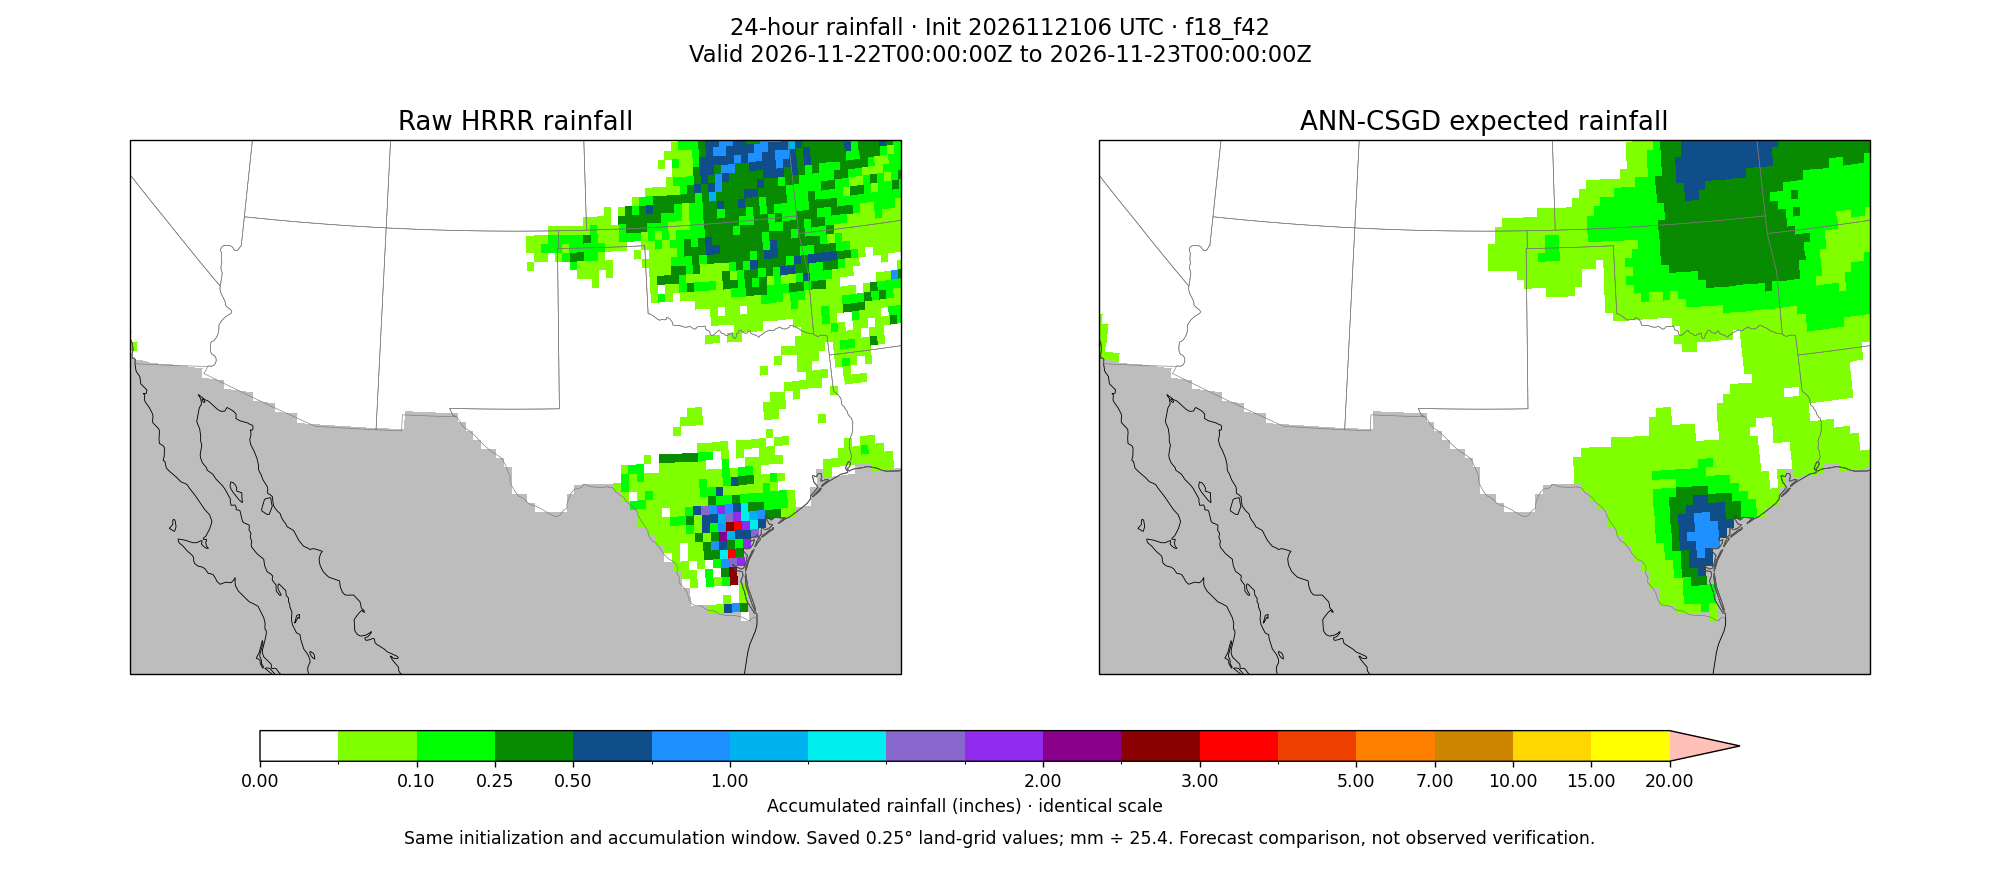 24-hour rainfall · Init 2026112106 UTC · f18_f42
Valid 2026-11-22T00:00:00Z to 2026-11-23T00:00:00Z
Raw HRRR rainfall
ANN-CSGD expected rainfall
0.00 0.10 0.25 0.50 1.00 2.00 3.00 5.00 7.00 10.00 15.00 20.00
Accumulated rainfall (inches) · identical scale
Same initialization and accumulation window. Saved 0.25° land-grid values; mm ÷ 25.4. Forecast comparison, not observed verification.